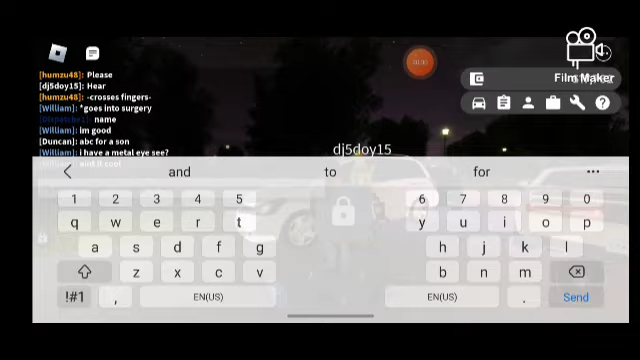 [humzu48]: Please
[dj5doy15]: Hear
[humzu48]: -crosses fingers-
[William]: *goes into surgery
name
[William]: im good
[Duncan]: abc for a son
[William]: i have a metal eye see?
Film Maker
dj5doy15
and to for ...
1 2 3 4 5 6 7 8 9 0
q w e r t y u i o p
a s d f g h j k l
z x c v b n m
!#1 , EN(US) EN(US) . Send